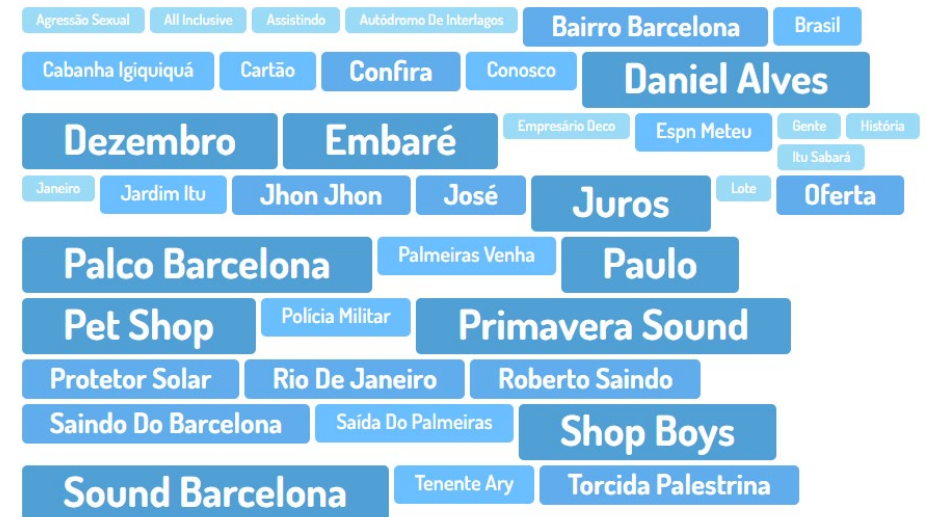 Agressão Sexual All Inclusive Assistindo Autódromo De Interlagos Bairro Barcelona Brasil
Cabanha Igiquiquá Cartão Confira Conosco Daniel Alves
Dezembro Embaré Empresário Deco Espn Meteu Gente História
Itu Sabará
Janeiro Jardim Itu Jhon Jhon José Juros Lote Oferta
Palco Barcelona Palmeiras Venha Paulo
Pet Shop Polícia Militar Primavera Sound
Protetor Solar Rio De Janeiro Roberto Saindo
Saindo Do Barcelona Saída Do Palmeiras Shop Boys
Sound Barcelona Tenente Ary Torcida Palestrina